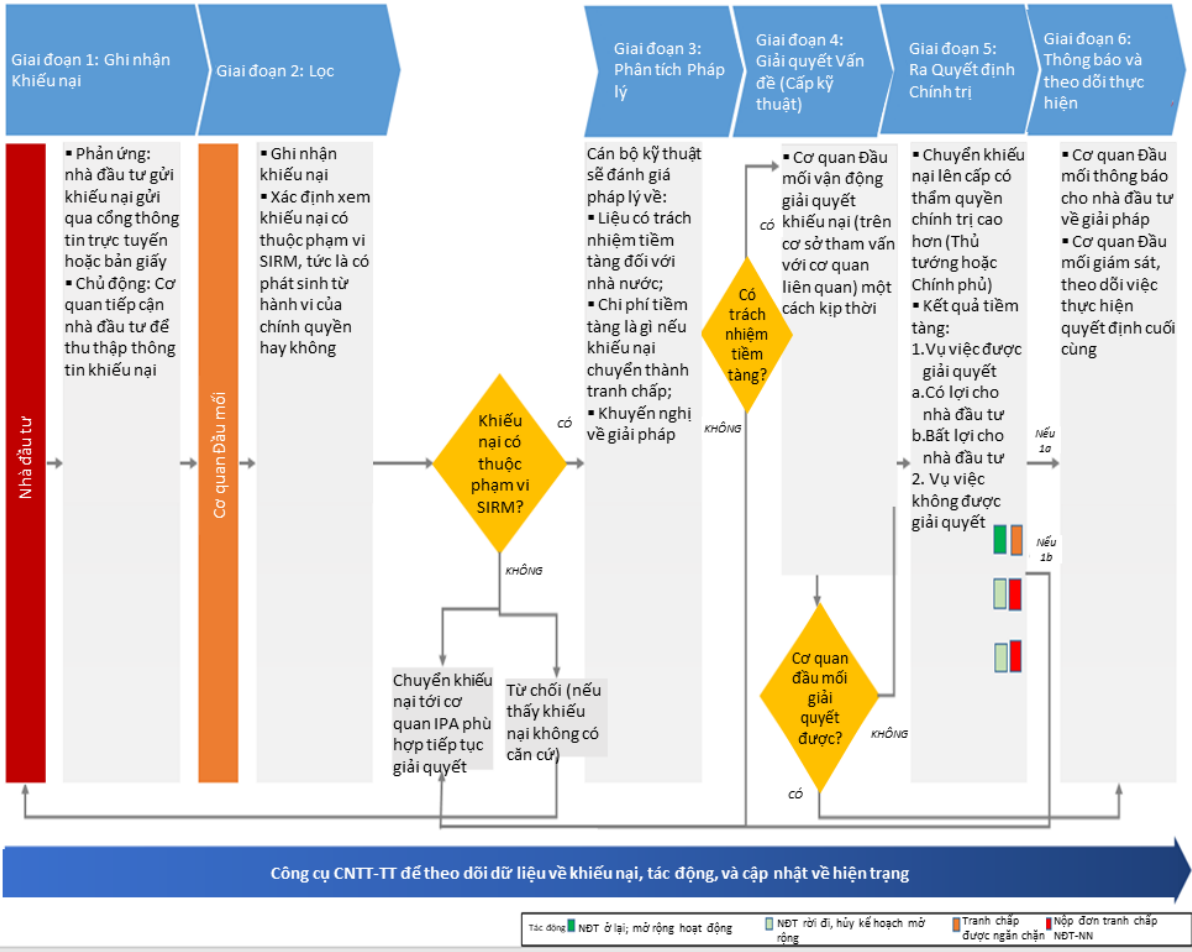 Giai đoạn 1: Ghi nhận
Khiếu nại
Giai đoạn 2: Lọc
Giai đoạn 3:
Phân tích Pháp
lý
Giai đoạn 4:
Giải quyết Vấn
đề (Cấp kỹ
thuật)
Giai đoạn 5:
Ra Quyết định
Chính trị
Giai đoạn 6:
Thông báo và
theo dõi thực
hiện
Nhà đầu tư
▪ Phản ứng:
nhà đầu tư gửi
khiếu nại gửi
qua cổng thông
tin trực tuyến
hoặc bản giấy
▪ Chủ động: Cơ
quan tiếp cận
nhà đầu tư để
thu thập thông
tin khiếu nại
Cơ quan Đầu mối
▪ Ghi nhận
khiếu nại
▪ Xác định xem
khiếu nại có
thuộc phạm vi
SIRM, tức là có
phát sinh từ
hành vi của
chính quyền
hay không
Khiếu
nại có
thuộc
phạm vi
SIRM?
CÓ
KHÔNG
Chuyển khiếu
nại tới cơ
quan IPA phù
hợp tiếp tục
giải quyết
Từ chối (nếu
thấy khiếu
nại không có
căn cứ)
Cán bộ kỹ thuật
sẽ đánh giá
pháp lý về:
▪ Liệu có trách
nhiệm tiềm
tàng đối với
nhà nước;
▪ Chi phí tiềm
tàng là gì nếu
khiếu nại
chuyển thành
tranh chấp;
▪ Khuyến nghị
về giải pháp
CÓ
Có
trách
nhiệm
tiềm
tàng?
KHÔNG
▪ Cơ quan Đầu
mối vận động
giải quyết
khiếu nại (trên
cơ sở tham vấn
với cơ quan
liên quan) một
cách kịp thời
Cơ quan
đầu mối
giải
quyết
được?
KHÔNG
CÓ
▪ Chuyển khiếu
nại lên cấp có
thẩm quyền
chính trị cao
hơn (Thủ
tướng hoặc
Chính phủ)
▪ Kết quả tiềm
tàng:
1.Vụ việc được
giải quyết
a.Có lợi cho
nhà đầu tư
b.Bất lợi cho
nhà đầu tư
2. Vụ việc
không được
giải quyết
Nếu
1a
Nếu
1b
▪ Cơ quan Đầu
mối thông báo
cho nhà đầu tư
về giải pháp
▪ Cơ quan Đầu
mối giám sát,
theo dõi việc
thực hiện
quyết định cuối
cùng
Công cụ CNTT-TT để theo dõi dữ liệu về khiếu nại, tác động, và cập nhật về hiện trạng
Tác động NĐT ở lại; mở rộng hoạt động
NĐT rời đi, hủy kế hoạch mở
rộng
Tranh chấp
được ngăn chặn
Nộp đơn tranh chấp
NĐT-NN